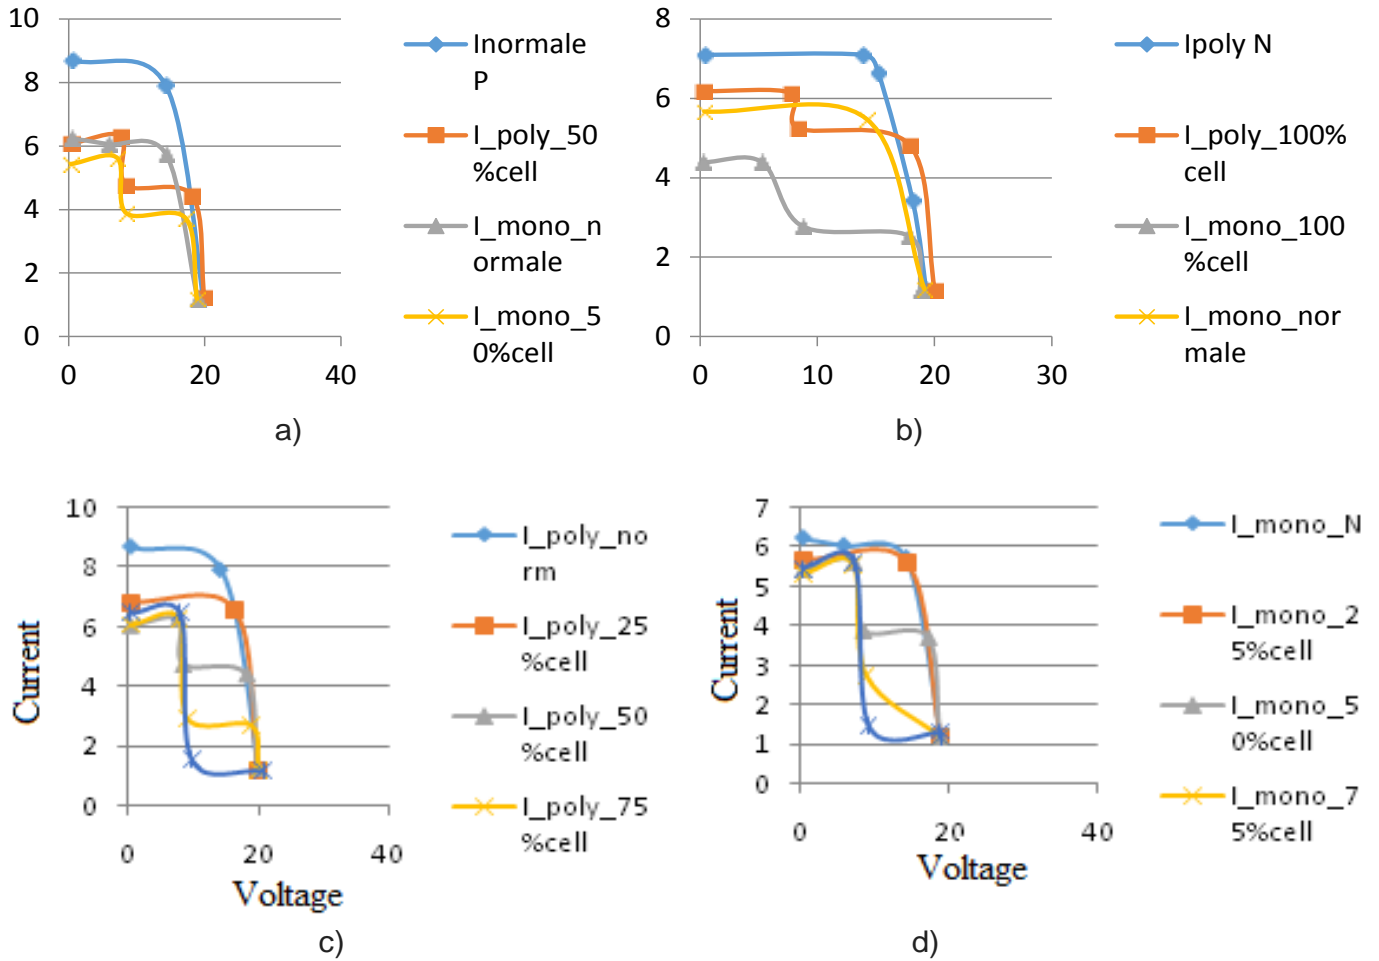 10
8
6
4
2
0
0 20 40
Inormale
P
I_poly_50
%cell
I_mono_n
ormale
I_mono_5
0%cell
a)
8
6
4
2
0
0 10 20 30
Ipoly N
I_poly_100%
cell
I_mono_100
%cell
I_mono_nor
male
b)
10
8
6
4
2
0
0 20 40
Current
Voltage
I_poly_no
rm
I_poly_25
%cell
I_poly_50
%cell
I_poly_75
%cell
c)
7
6
5
4
3
2
1
0
0 20 40
Current
Voltage
I_mono_N
I_mono_2
5%cell
I_mono_5
0%cell
I_mono_7
5%cell
d)